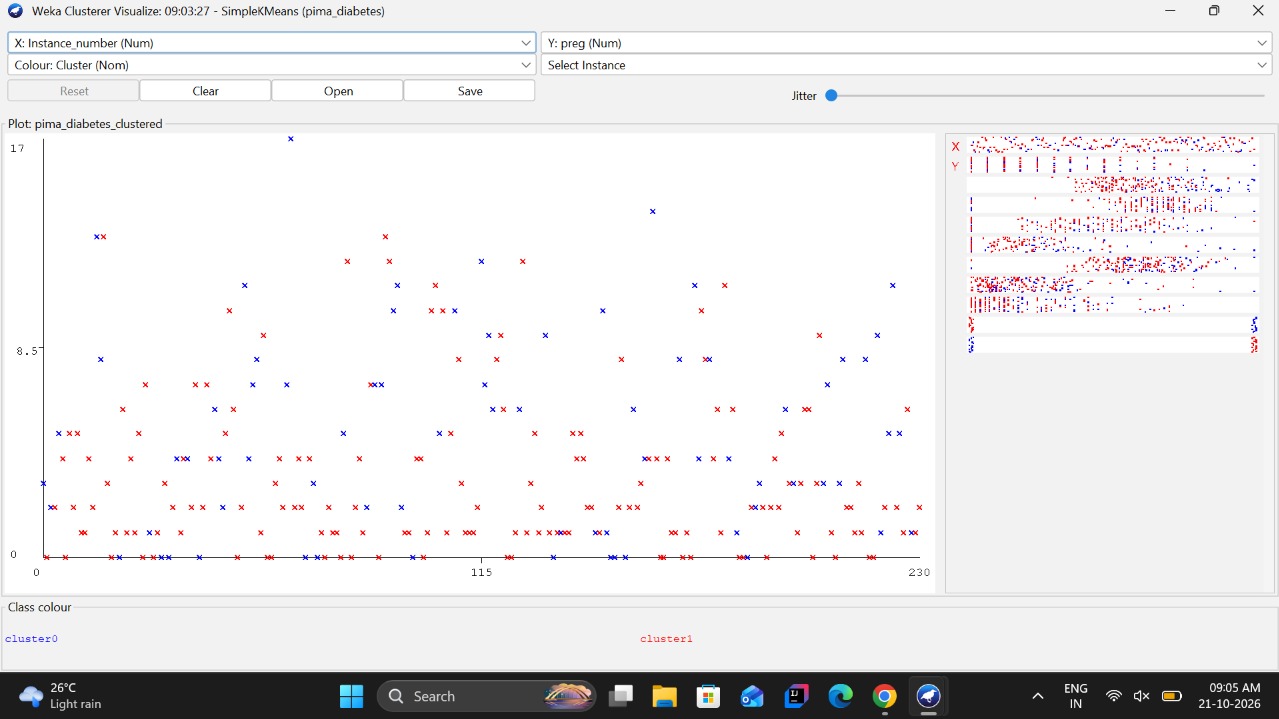 Weka Clusterer Visualize: 09:03:27 - SimpleKMeans (pima_diabetes)
X: Instance_number (Num) Y: preg (Num)
Colour: Cluster (Nom) Select Instance
Reset Clear Open Save Jitter
Plot: pima_diabetes_clustered
17
8.5
0
0 115 230
X
Y
Class colour
cluster0 cluster1
26°C
Light rain
Search
ENG
IN
09:05 AM
21-10-2026